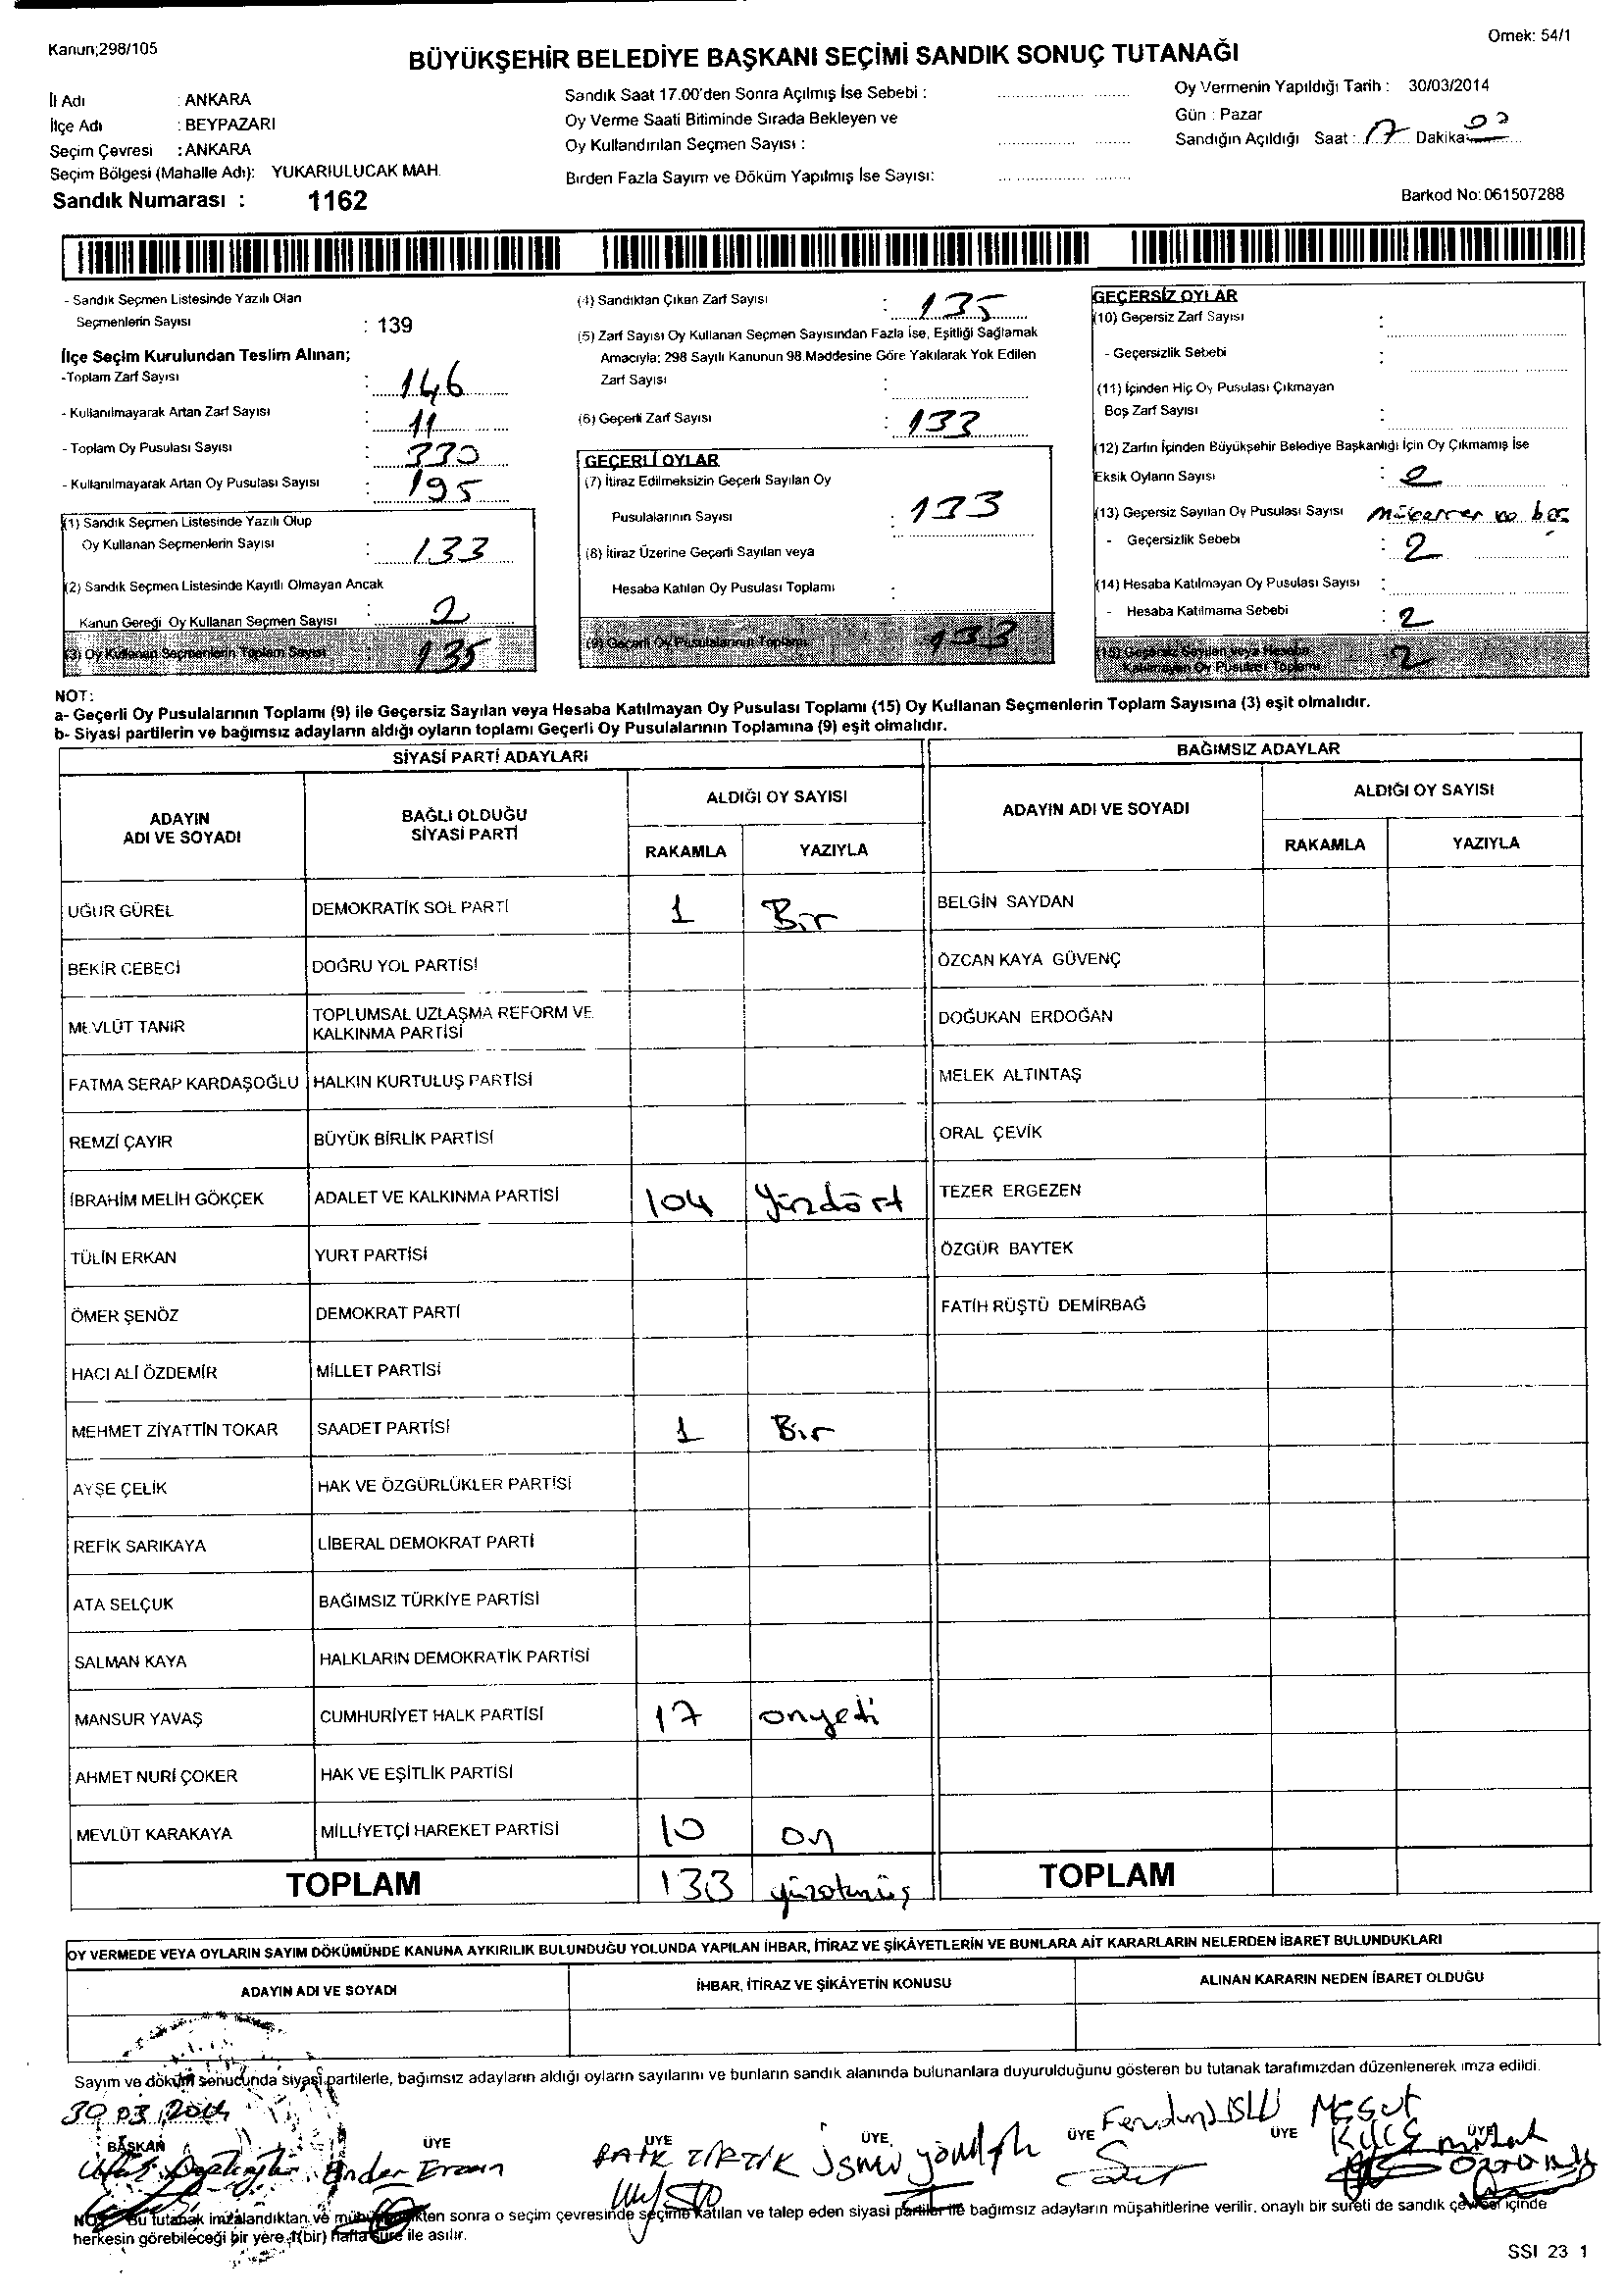 Kanun;298/105
Örnek: 54/1
BÜYÜKŞEHİR BELEDİYE BAŞKANI SEÇİMİ SANDIK SONUÇ TUTANAĞI
İl Adı : ANKARA
İlçe Adı : BEYPAZARI
Seçim Çevresi : ANKARA
Seçim Bölgesi (Mahalle Adı): YUKARIULUCAK MAH.
Sandık Numarası : 1162
Sandık Saat 17.00'den Sonra Açılmış İse Sebebi :
Oy Verme Saati Bitiminde Sırada Bekleyen ve
Oy Kullandırılan Seçmen Sayısı :
Birden Fazla Sayım ve Döküm Yapılmış İse Sayısı:
Oy Vermenin Yapıldığı Tarih : 30/03/2014
Gün : Pazar
Sandığın Açıldığı Saat : 17 Dakika: 00
Barkod No: 061507288
- Sandık Seçmen Listesinde Yazılı Olan
Seçmenlerin Sayısı : 139
İlçe Seçim Kurulundan Teslim Alınan;
-Toplam Zarf Sayısı : 146
- Kullanılmayarak Artan Zarf Sayısı : 11
- Toplam Oy Pusulası Sayısı : 330
- Kullanılmayarak Artan Oy Pusulası Sayısı : 195
(1) Sandık Seçmen Listesinde Yazılı Olup
Oy Kullanan Seçmenlerin Sayısı : 133
(2) Sandık Seçmen Listesinde Kayıtlı Olmayan Ancak
Kanun Gereği Oy Kullanan Seçmen Sayısı : 2
(3) Oy Kullanan Seçmenlerin Toplam Sayısı : 135
(4) Sandıktan Çıkan Zarf Sayısı : 135
(5) Zarf Sayısı Oy Kullanan Seçmen Sayısından Fazla İse, Eşitliği Sağlamak
Amacıyla; 298 Sayılı Kanunun 98.Maddesine Göre Yakılarak Yok Edilen
Zarf Sayısı :
(6) Geçerli Zarf Sayısı : 133
GEÇERLİ OYLAR
(7) İtiraz Edilmeksizin Geçerli Sayılan Oy
Pusulalarının Sayısı : 133
(8) İtiraz Üzerine Geçerli Sayılan veya
Hesaba Katılan Oy Pusulası Toplamı :
(9) Geçerli Oy Pusulalarının Toplamı 133
GEÇERSİZ OYLAR
(10) Geçersiz Zarf Sayısı :
- Geçersizlik Sebebi :
(11) İçinden Hiç Oy Pusulası Çıkmayan
Boş Zarf Sayısı :
(12) Zarfın İçinden Büyükşehir Belediye Başkanlığı İçin Oy Çıkmamış İse
Eksik Oyların Sayısı :
(13) Geçersiz Sayılan Oy Pusulası Sayısı
- Geçersizlik Sebebi : 2
(14) Hesaba Katılmayan Oy Pusulası Sayısı :
- Hesaba Katılmama Sebebi : 2
(15) Geçersiz Sayılan veya Hesaba
Katılmayan Oy Pusulası Toplamı 2
NOT:
a- Geçerli Oy Pusulalarının Toplamı (9) ile Geçersiz Sayılan veya Hesaba Katılmayan Oy Pusulası Toplamı (15) Oy Kullanan Seçmenlerin Toplam Sayısına (3) eşit olmalıdır.
b- Siyasi partilerin ve bağımsız adayların aldığı oyların toplamı Geçerli Oy Pusulalarının Toplamına (9) eşit olmalıdır.
SİYASİ PARTİ ADAYLARI
ADAYIN ADI VE SOYADI
BAĞLI OLDUĞU SİYASİ PARTİ
ALDIĞI OY SAYISI
RAKAMLA YAZIYLA
UĞUR GÜREL DEMOKRATİK SOL PARTİ 1 Bir
BEKİR CEBECİ DOĞRU YOL PARTİSİ
MEVLÜT TANIR TOPLUMSAL UZLAŞMA REFORM VE KALKINMA PARTİSİ
FATMA SERAP KARDAŞOĞLU HALKIN KURTULUŞ PARTİSİ
REMZİ ÇAYIR BÜYÜK BİRLİK PARTİSİ
İBRAHİM MELİH GÖKÇEK ADALET VE KALKINMA PARTİSİ 104 Yüzdört
TÜLİN ERKAN YURT PARTİSİ
ÖMER ŞENÖZ DEMOKRAT PARTİ
HACI ALİ ÖZDEMİR MİLLET PARTİSİ
MEHMET ZİYATTİN TOKAR SAADET PARTİSİ 1 Bir
AYŞE ÇELİK HAK VE ÖZGÜRLÜKLER PARTİSİ
REFİK SARIKAYA LİBERAL DEMOKRAT PARTİ
ATA SELÇUK BAĞIMSIZ TÜRKİYE PARTİSİ
SALMAN KAYA HALKLARIN DEMOKRATİK PARTİSİ
MANSUR YAVAŞ CUMHURİYET HALK PARTİSİ 17 onyedi
AHMET NURİ ÇOKER HAK VE EŞİTLİK PARTİSİ
MEVLÜT KARAKAYA MİLLİYETÇİ HAREKET PARTİSİ 10 on
TOPLAM 133
BAĞIMSIZ ADAYLAR
ADAYIN ADI VE SOYADI
ALDIĞI OY SAYISI
RAKAMLA YAZIYLA
BELGİN SAYDAN
ÖZCAN KAYA GÜVENÇ
DOĞUKAN ERDOĞAN
MELEK ALTINTAŞ
ORAL ÇEVİK
TEZER ERGEZEN
ÖZGÜR BAYTEK
FATİH RÜŞTÜ DEMİRBAĞ
TOPLAM
OY VERMEDE VEYA OYLARIN SAYIM DÖKÜMÜNDE KANUNA AYKIRILIK BULUNDUĞU YOLUNDA YAPILAN İHBAR, İTİRAZ VE ŞİKÂYETLERİN VE BUNLARA AİT KARARLARIN NELERDEN İBARET BULUNDUKLARI
ADAYIN ADI VE SOYADI İHBAR, İTİRAZ VE ŞİKÂYETİN KONUSU ALINAN KARARIN NEDEN İBARET OLDUĞU
Sayım ve döküm sonucunda siyasi partilerle, bağımsız adayların aldığı oyların sayılarını ve bunların sandık alanında bulunanlara duyurulduğunu gösteren bu tutanak tarafımızdan düzenlenerek imza edildi.
30.03.2014
BAŞKAN ÜYE ÜYE ÜYE ÜYE ÜYE ÜYE
Önder Mesut
NOT: Bu tutanak imzalandıktan ve sonra o seçim çevresinde seçime katılan ve talep eden siyasi partiler ile bağımsız adayların müşahitlerine verilir, onaylı bir sureti de sandık çevresi içinde
herkesin görebileceği bir yere 1(bir) hafta süre ile asılır.
SSI 23 1